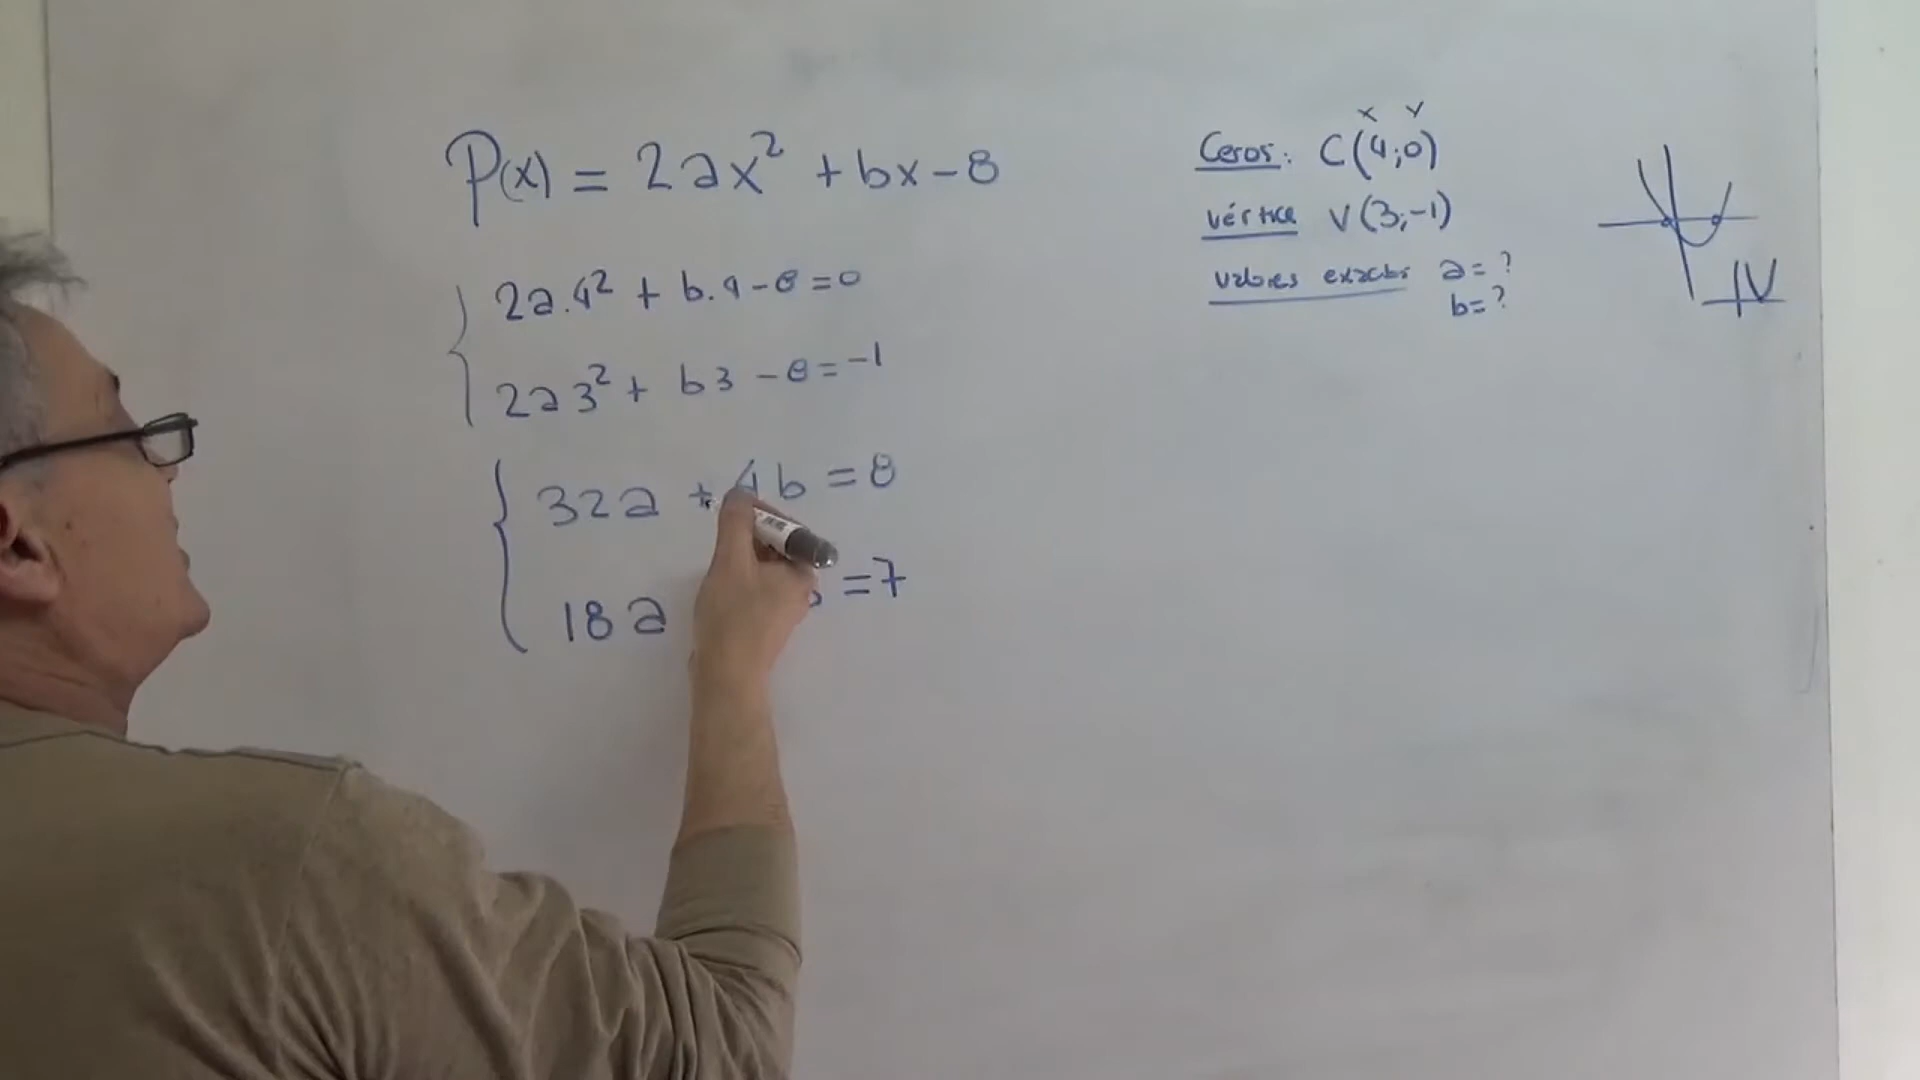 P(x) = 2ax² + bx - 8
2a.4² + b.4 - 8 = 0
2a3² + b3 - 8 = -1
32a + 4b = 8
18a = 7
x y
Ceros: C(4;0)
vértice V(3;-1)
valores exactos a = ?
b = ?
IV